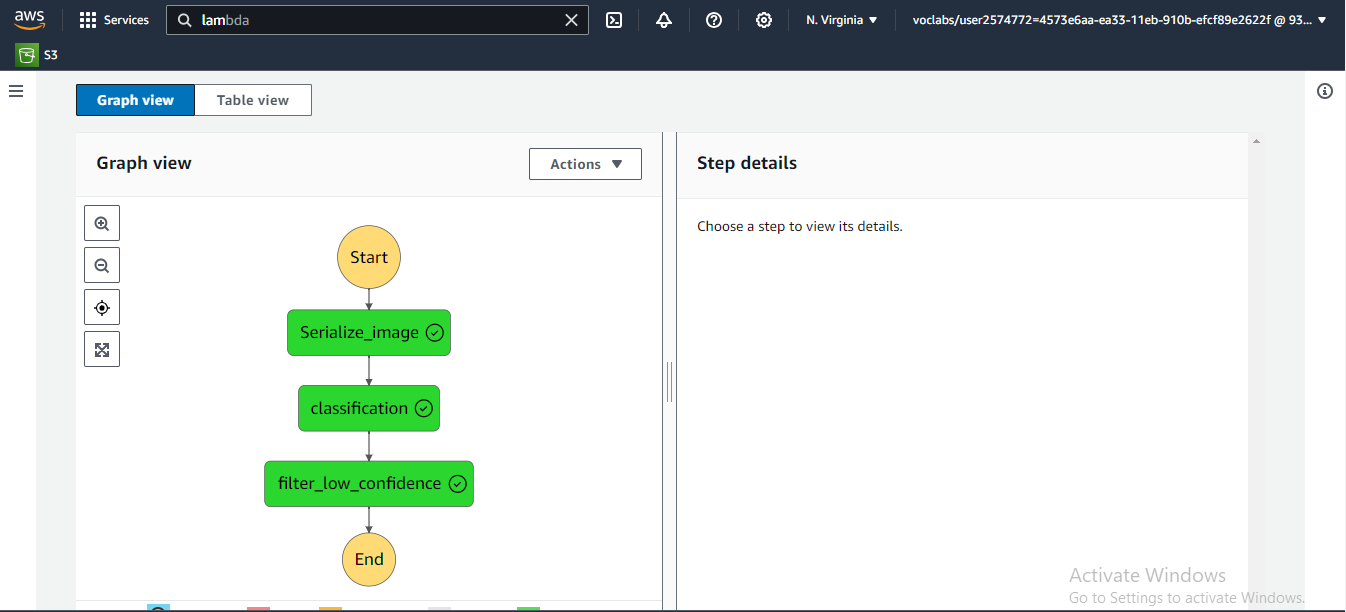 aws
Services
lambda
N. Virginia
voclabs/user2574772=4573e6aa-ea33-11eb-910b-efcf89e2622f @ 93...
S3
Graph view
Table view
Graph view
Actions
Step details
Choose a step to view its details.
Start
Serialize_image
classification
filter_low_confidence
End
Activate Windows
Go to Settings to activate Windows.